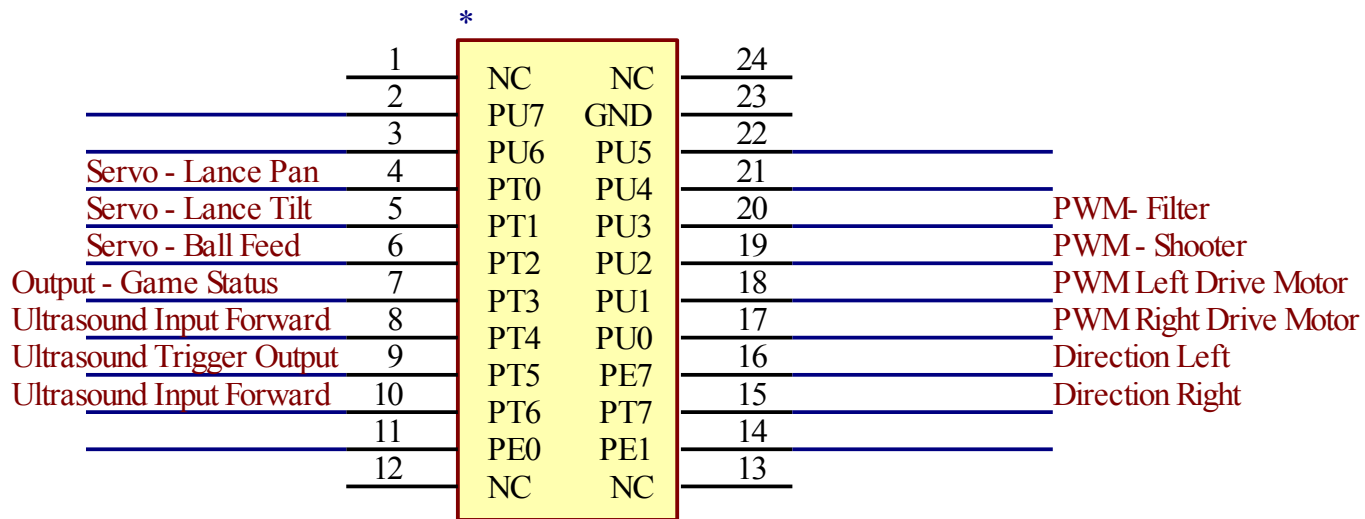 *
1 NC NC 24
2 PU7 GND 23
3 PU6 PU5 22
Servo - Lance Pan 4 PT0 PU4 21
Servo - Lance Tilt 5 PT1 PU3 20 PWM- Filter
Servo - Ball Feed 6 PT2 PU2 19 PWM - Shooter
Output - Game Status 7 PT3 PU1 18 PWM Left Drive Motor
Ultrasound Input Forward 8 PT4 PU0 17 PWM Right Drive Motor
Ultrasound Trigger Output 9 PT5 PE7 16 Direction Left
Ultrasound Input Forward 10 PT6 PT7 15 Direction Right
11 PE0 PE1 14
12 NC NC 13